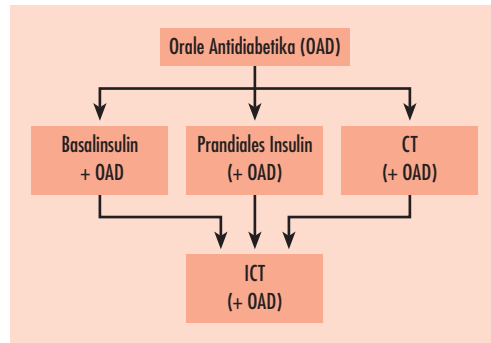 Orale Antidiabetika (OAD)
Basalinsulin
+ OAD
Prandiales Insulin
(+ OAD)
CT
(+ OAD)
ICT
(+ OAD)